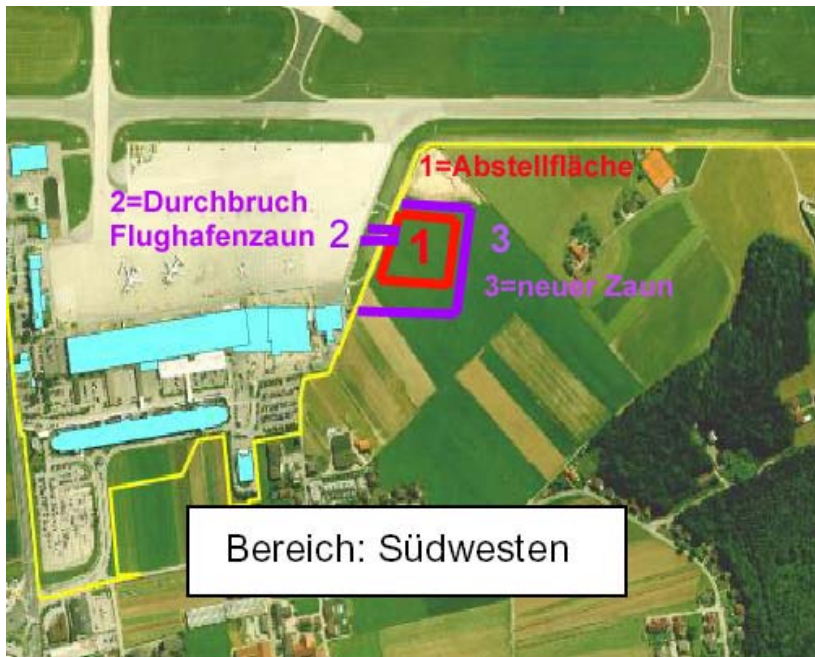 1=Abstellfläche
2=Durchbruch
Flughafenzaun 2
1
3
3=neuer Zaun
Bereich: Südwesten